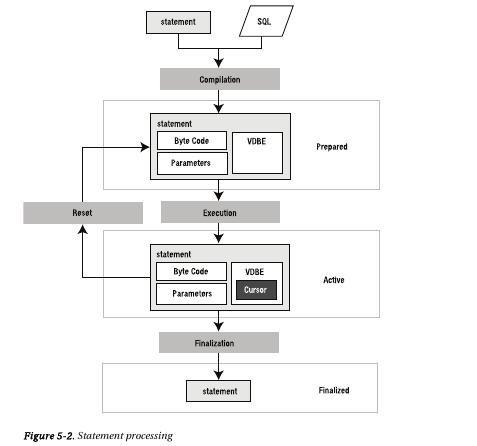 statement
SQL
Compilation
statement
Byte Code
VDBE
Parameters
Prepared
Reset
Execution
statement
Byte Code
VDBE
Cursor
Parameters
Active
Finalization
statement
Finalized
Figure 5-2. Statement processing